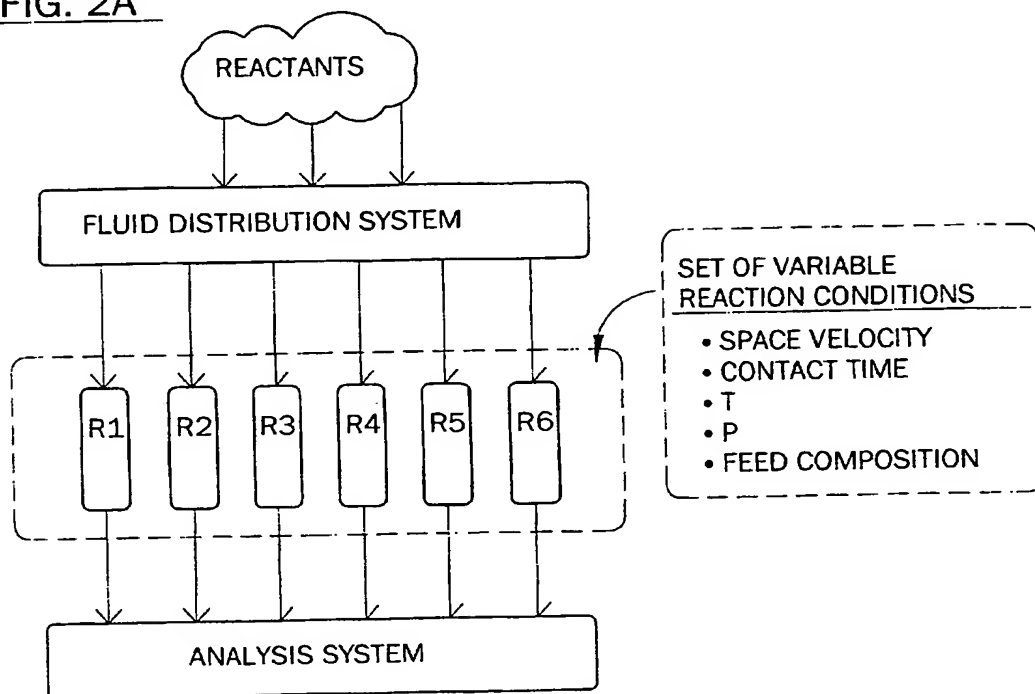 FIG. 2A
REACTANTS
FLUID DISTRIBUTION SYSTEM
SET OF VARIABLE
REACTION CONDITIONS
• SPACE VELOCITY
• CONTACT TIME
• T
• P
• FEED COMPOSITION
R1 R2 R3 R4 R5 R6
ANALYSIS SYSTEM